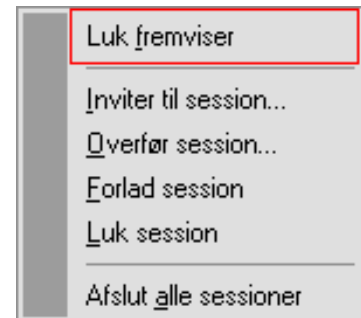 Luk fremviser
Inviter til session...
Overfør session...
Forlad session
Luk session
Afslut alle sessioner